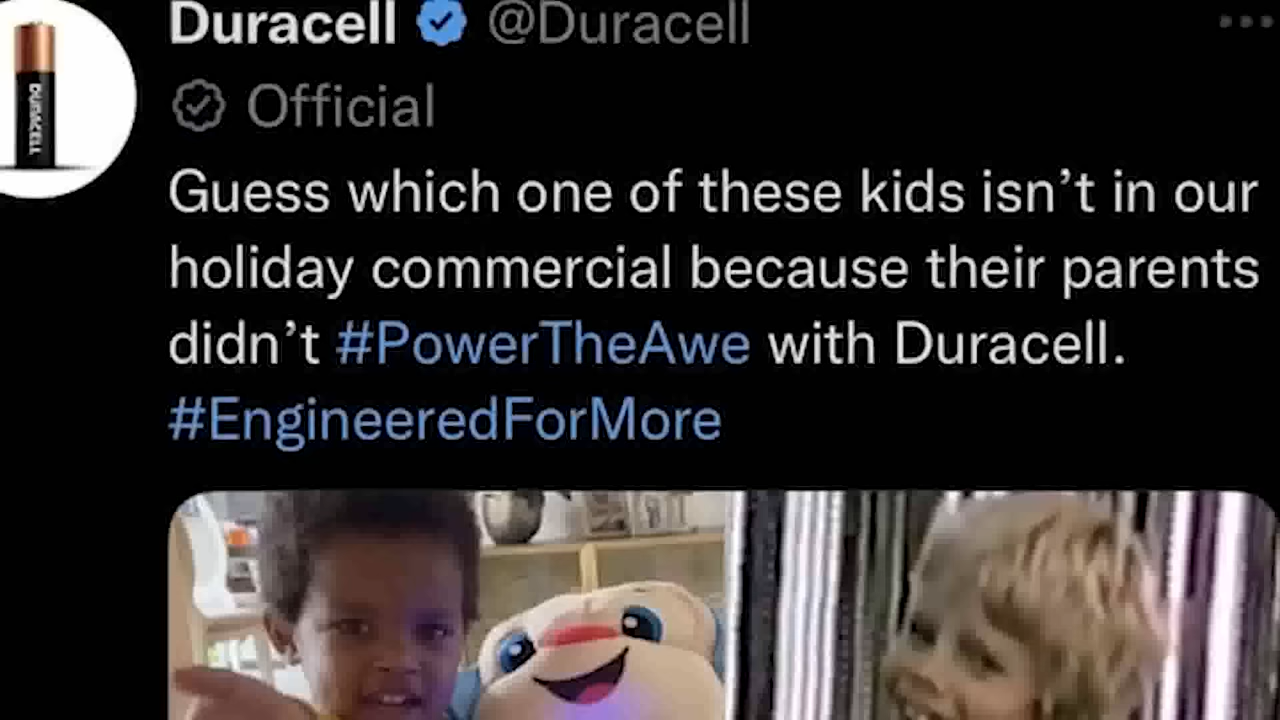 Duracell @Duracell
Official
Guess which one of these kids isn’t in our
holiday commercial because their parents
didn’t #PowerTheAwe with Duracell.
#EngineeredForMore
DURACELL